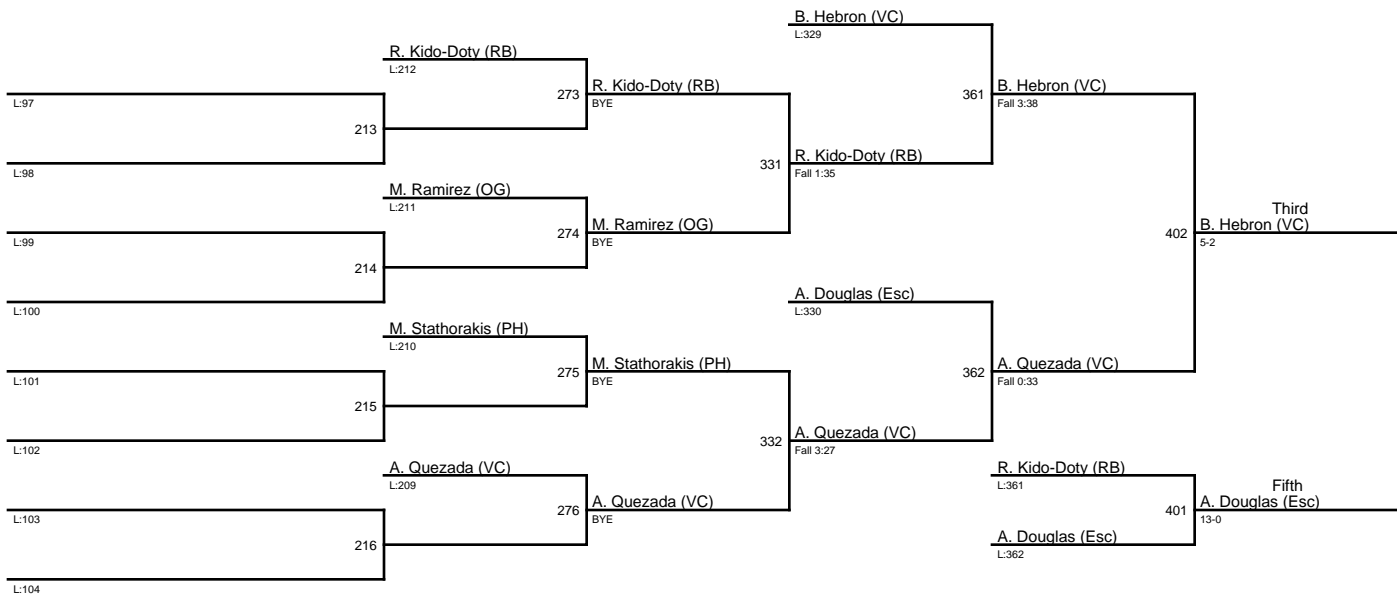 B. Hebron (VC)
L:329
R. Kido-Doty (RB)
L:212
L:97
273
R. Kido-Doty (RB)
BYE
361
B. Hebron (VC)
Fall 3:38
213
L:98
331
R. Kido-Doty (RB)
Fall 1:35
M. Ramirez (OG)
L:211
L:99
274
M. Ramirez (OG)
BYE
402
Third
B. Hebron (VC)
5-2
214
L:100
A. Douglas (Esc)
L:330
M. Stathorakis (PH)
L:210
L:101
275
M. Stathorakis (PH)
BYE
362
A. Quezada (VC)
Fall 0:33
215
L:102
332
A. Quezada (VC)
Fall 3:27
A. Quezada (VC)
L:209
R. Kido-Doty (RB)
L:361
L:103
276
A. Quezada (VC)
BYE
401
Fifth
A. Douglas (Esc)
13-0
216
A. Douglas (Esc)
L:362
L:104